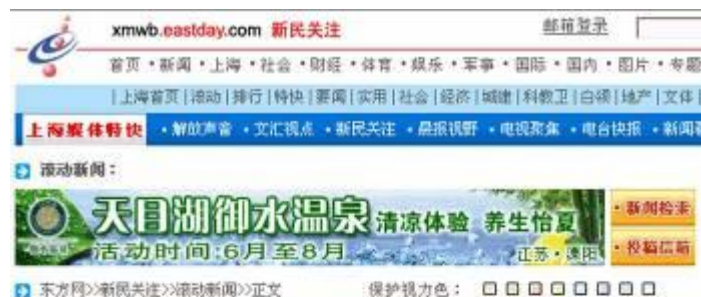 xmwb.eastday.com 新民关注 邮箱登录
首页・新闻・上海・社会・财经・体育・娱乐・军事・国际・国内・图片・专题
|上海首页|滚动|排行|特快|要闻|实用|社会|经济|城建|科教卫|白领|地产|文体|
上海媒体特快 ・解放声音 ・文汇视点 ・新民关注 ・晨报视野 ・电视聚焦 ・电台快报 ・新闻
滚动新闻：
天目湖御水温泉 清凉体验 养生怡夏 ・新闻检索
活动时间:6月至8月 江苏・溧阳 ・投稿信箱
东方网>>新民关注>>滚动新闻>>正文 保护视力色：